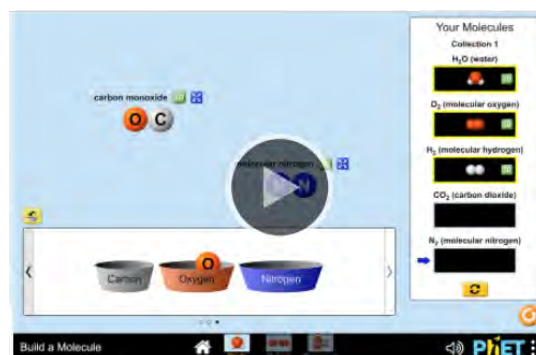 Your Molecules
Collection 1
H₂O (water)
carbon monoxide
O C
O₂ (molecular oxygen)
H₂ (molecular hydrogen)
molecular nitrogen
N
CO₂ (carbon dioxide)
N₂ (molecular nitrogen)
O
Carbon
Oxygen
Nitrogen
Build a Molecule
PhET